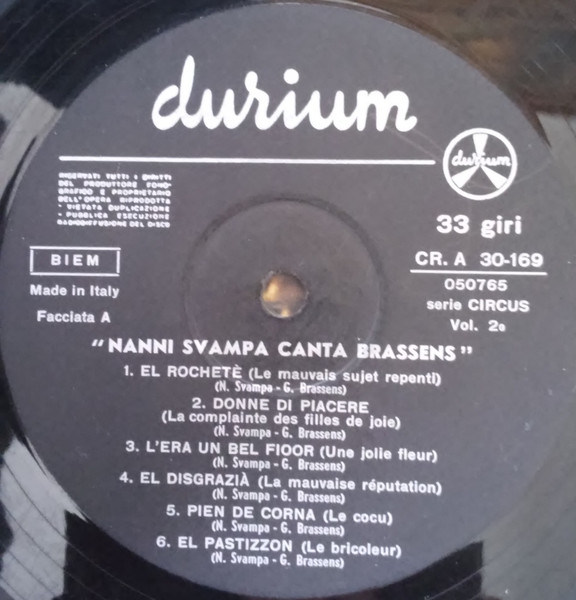 durium
RISERVATI TUTTI I DIRITTI
DEL PRODUTTORE FONO-
GRAFICO E PROPRIETARIO
DELL'OPERA RIPRODOTTA
- VIETATA DUPLICAZIONE
- PUBBLICA ESECUZIONE
RADIODIFFUSIONE DEL DISCO
durium
33 giri
BIEM
CR. A 30-169
Made in Italy
050765
serie CIRCUS
Facciata A
Vol. 2º
"NANNI SVAMPA CANTA BRASSENS"
1. EL ROCHETÈ (Le mauvais sujet repenti)
(N. Svampa - G. Brassens)
2. DONNE DI PIACERE
(La complainte des filles de joie)
(N. Svampa - G. Brassens)
3. L'ERA UN BEL FIOOR (Une jolie fleur)
(N. Svampa - G. Brassens)
4. EL DISGRAZIÀ (La mauvaise réputation)
(N. Svampa - G. Brassens)
5. PIEN DE CORNA (Le cocu)
(N. Svampa - G. Brassens)
6. EL PASTIZZON (Le bricoleur)
(N. Svampa - G. Brassens)